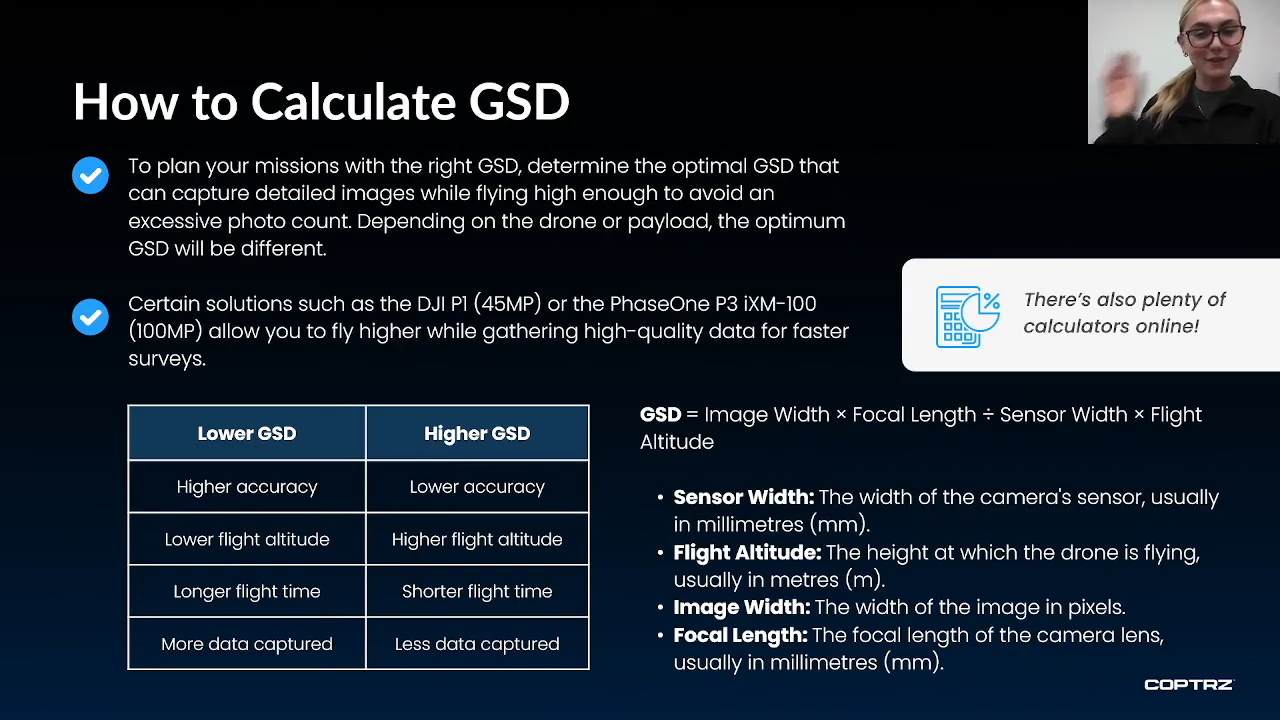 How to Calculate GSD
To plan your missions with the right GSD, determine the optimal GSD that
can capture detailed images while flying high enough to avoid an
excessive photo count. Depending on the drone or payload, the optimum
GSD will be different.
Certain solutions such as the DJI P1 (45MP) or the PhaseOne P3 iXM-100
(100MP) allow you to fly higher while gathering high-quality data for faster
surveys.
%
There's also plenty of
calculators online!
Lower GSD Higher GSD
Higher accuracy Lower accuracy
Lower flight altitude Higher flight altitude
Longer flight time Shorter flight time
More data captured Less data captured
GSD = Image Width × Focal Length ÷ Sensor Width × Flight
Altitude
• Sensor Width: The width of the camera's sensor, usually
in millimetres (mm).
• Flight Altitude: The height at which the drone is flying,
usually in metres (m).
• Image Width: The width of the image in pixels.
• Focal Length: The focal length of the camera lens,
usually in millimetres (mm).
COPTRZ